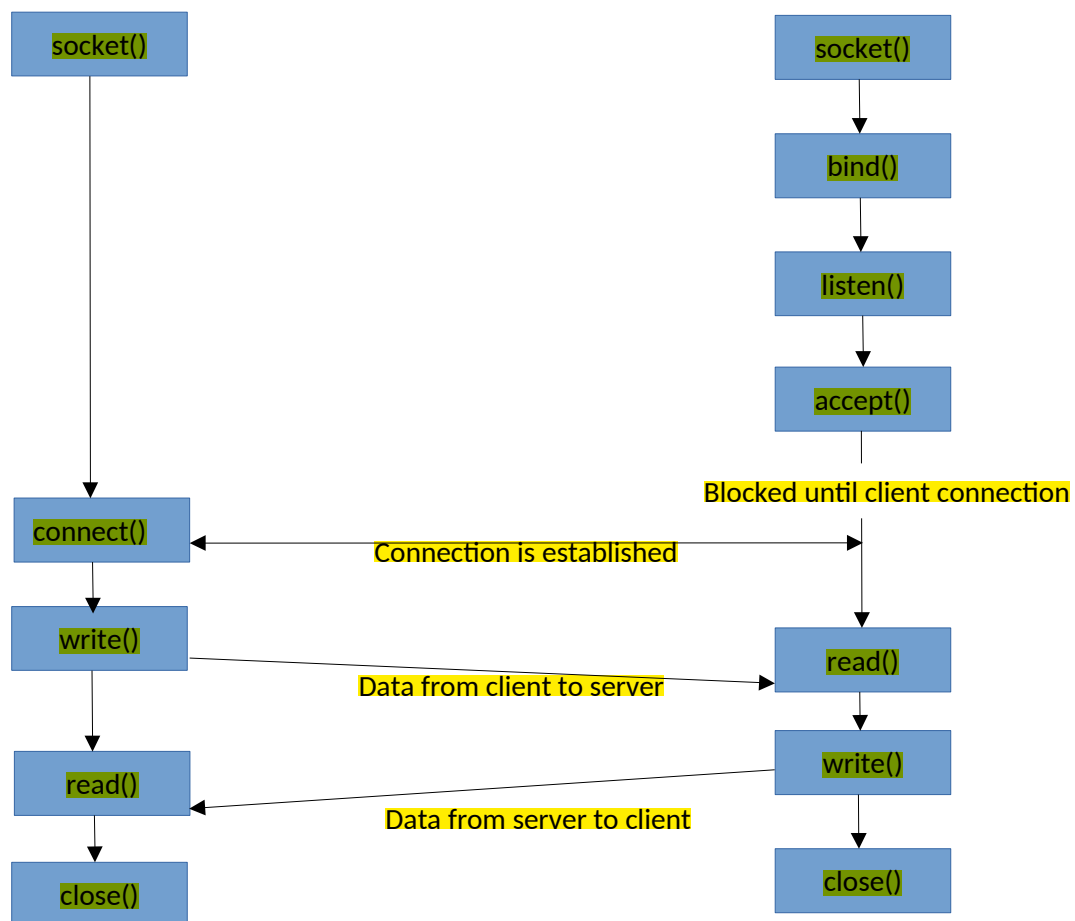 socket()
socket()
bind()
listen()
accept()
Blocked until client connection
connect()
Connection is established
write()
read()
Data from client to server
write()
read()
Data from server to client
close()
close()